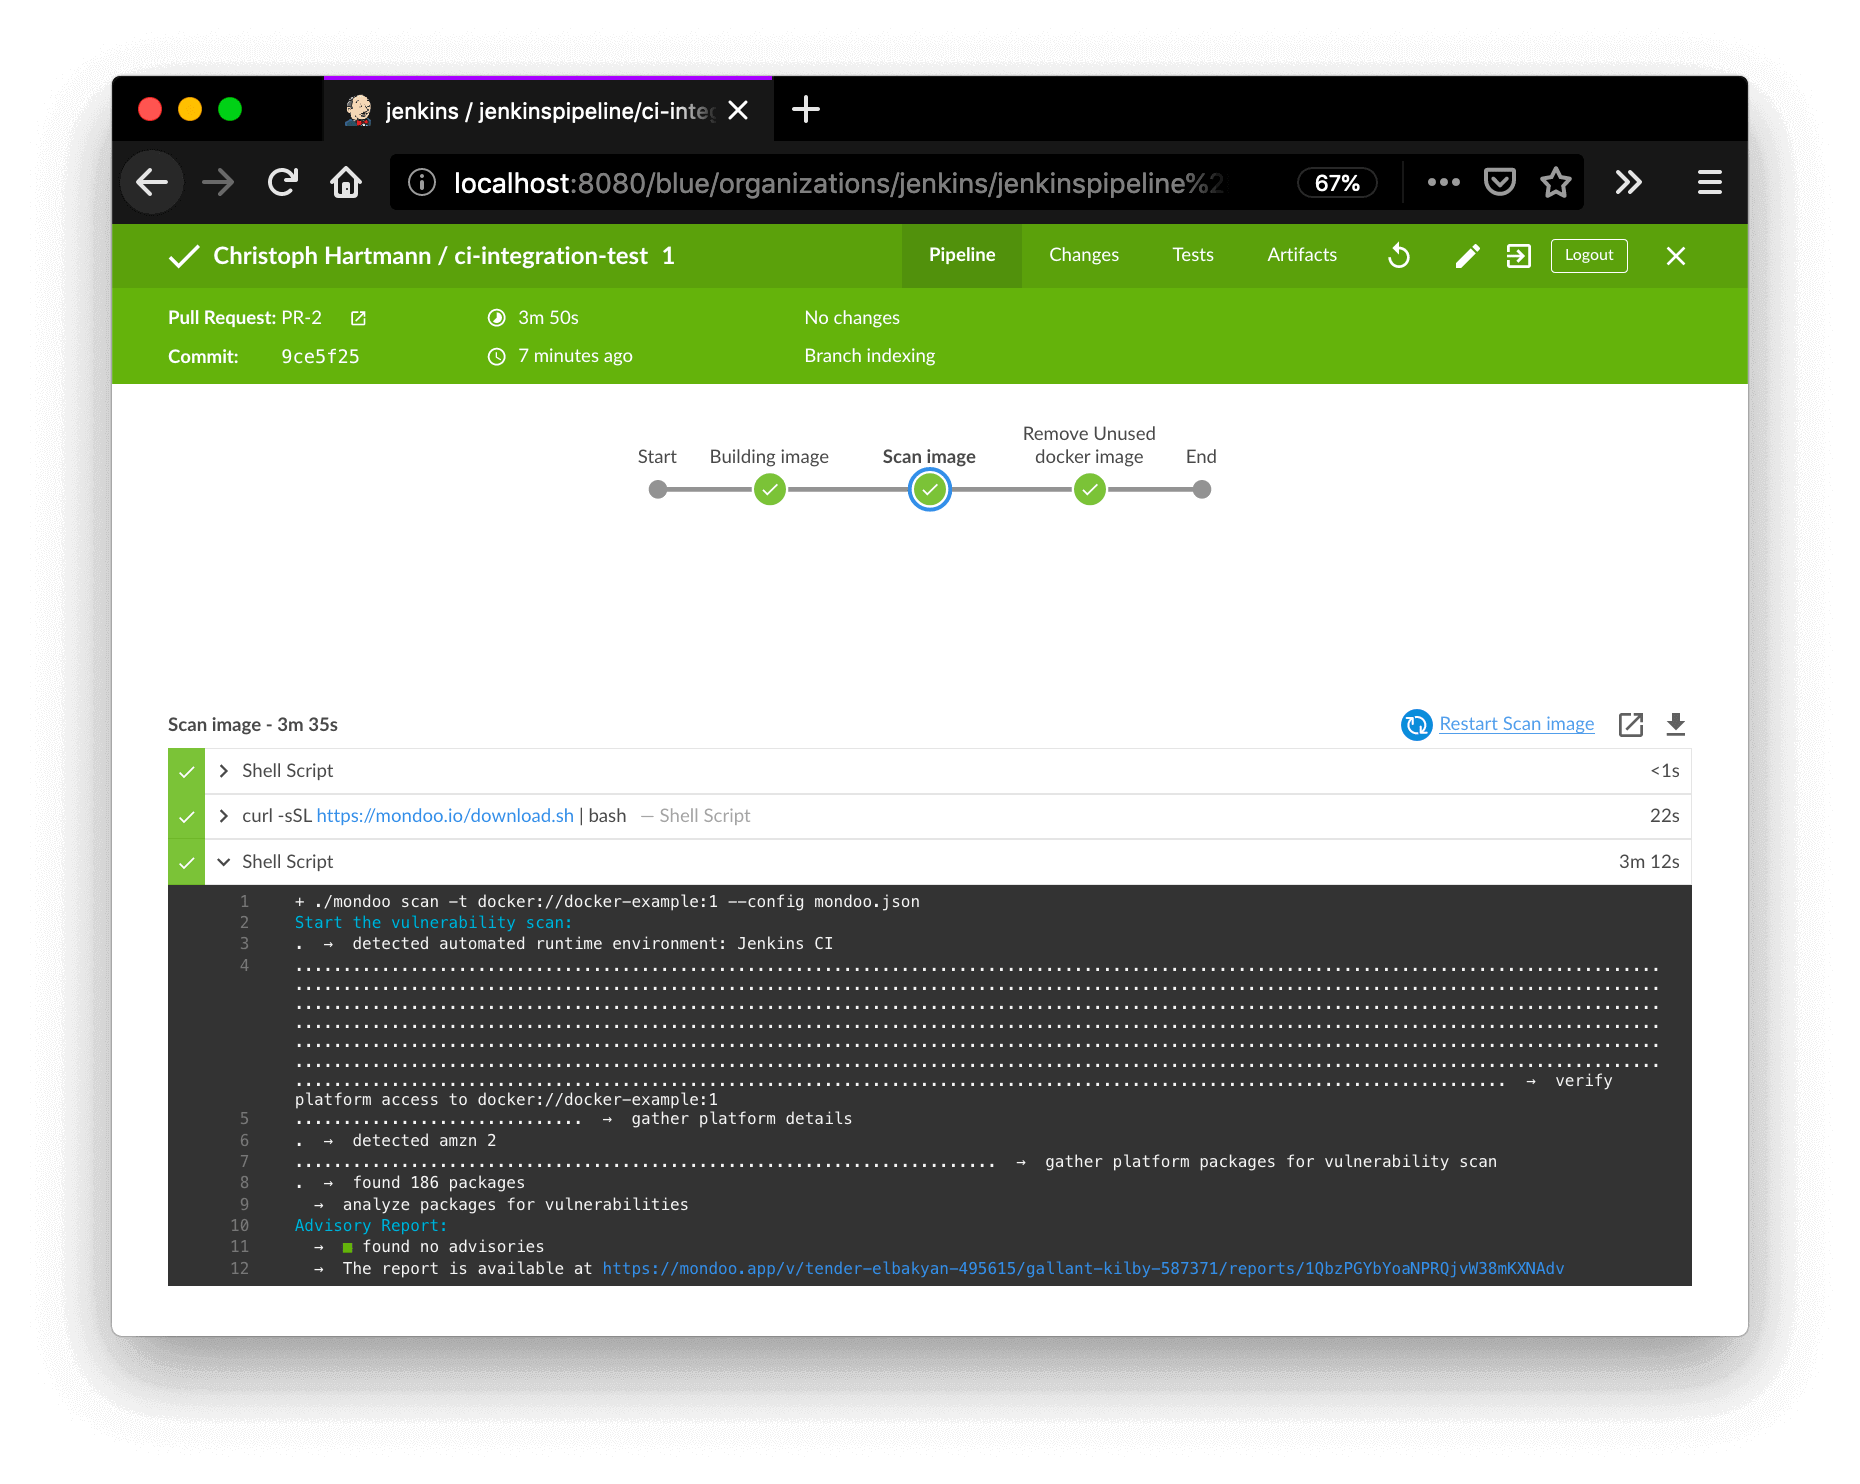 jenkins / jenkinspipeline/ci-integ
localhost:8080/blue/organizations/jenkins/jenkinspipeline%2
67%
Christoph Hartmann / ci-integration-test 1
Pipeline
Changes
Tests
Artifacts
Logout
Pull Request: PR-2
3m 50s
No changes
Commit: 9ce5f25
7 minutes ago
Branch indexing
Start
Building image
Scan image
Remove Unused
docker image
End
Scan image - 3m 35s
Restart Scan image
Shell Script
<1s
curl -sSL https://mondoo.io/download.sh | bash — Shell Script
22s
Shell Script
3m 12s
1 + ./mondoo scan -t docker://docker-example:1 --config mondoo.json
2 Start the vulnerability scan:
3 . → detected automated runtime environment: Jenkins CI
4 → verify
platform access to docker://docker-example:1
5 .............................. → gather platform details
6 . → detected amzn 2
7 ......................................................................... → gather platform packages for vulnerability scan
8 . → found 186 packages
9 → analyze packages for vulnerabilities
10 Advisory Report:
11 → ■ found no advisories
12 → The report is available at https://mondoo.app/v/tender-elbakyan-495615/gallant-kilby-587371/reports/1QbzPGYbYoaNPRQjvW38mKXNAdv